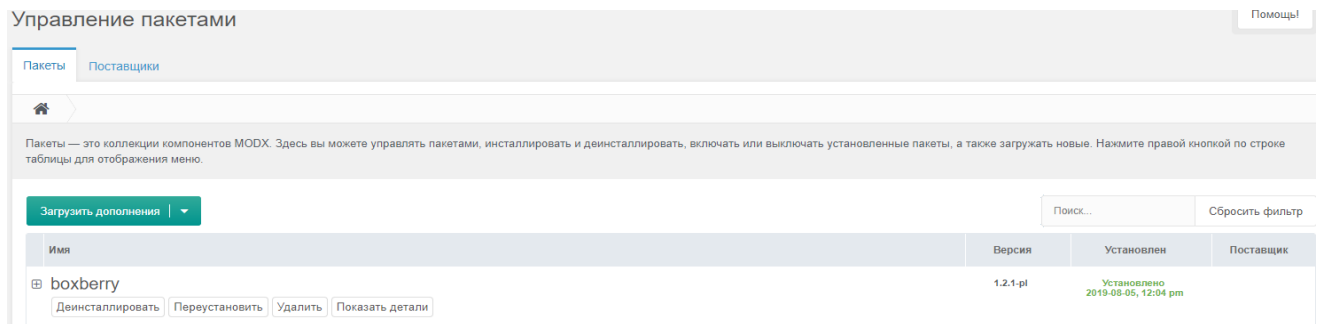 Управление пакетами
Помощь!
Пакеты
Поставщики
Пакеты — это коллекции компонентов MODX. Здесь вы можете управлять пакетами, инсталлировать и деинсталлировать, включать или выключать установленные пакеты, а также загружать новые. Нажмите правой кнопкой по строке
таблицы для отображения меню.
Загрузить дополнения
Поиск...
Сбросить фильтр
Имя
Версия
Установлен
Поставщик
boxberry
1.2.1-pl
Установлено
2019-08-05, 12:04 pm
Деинсталлировать
Переустановить
Удалить
Показать детали